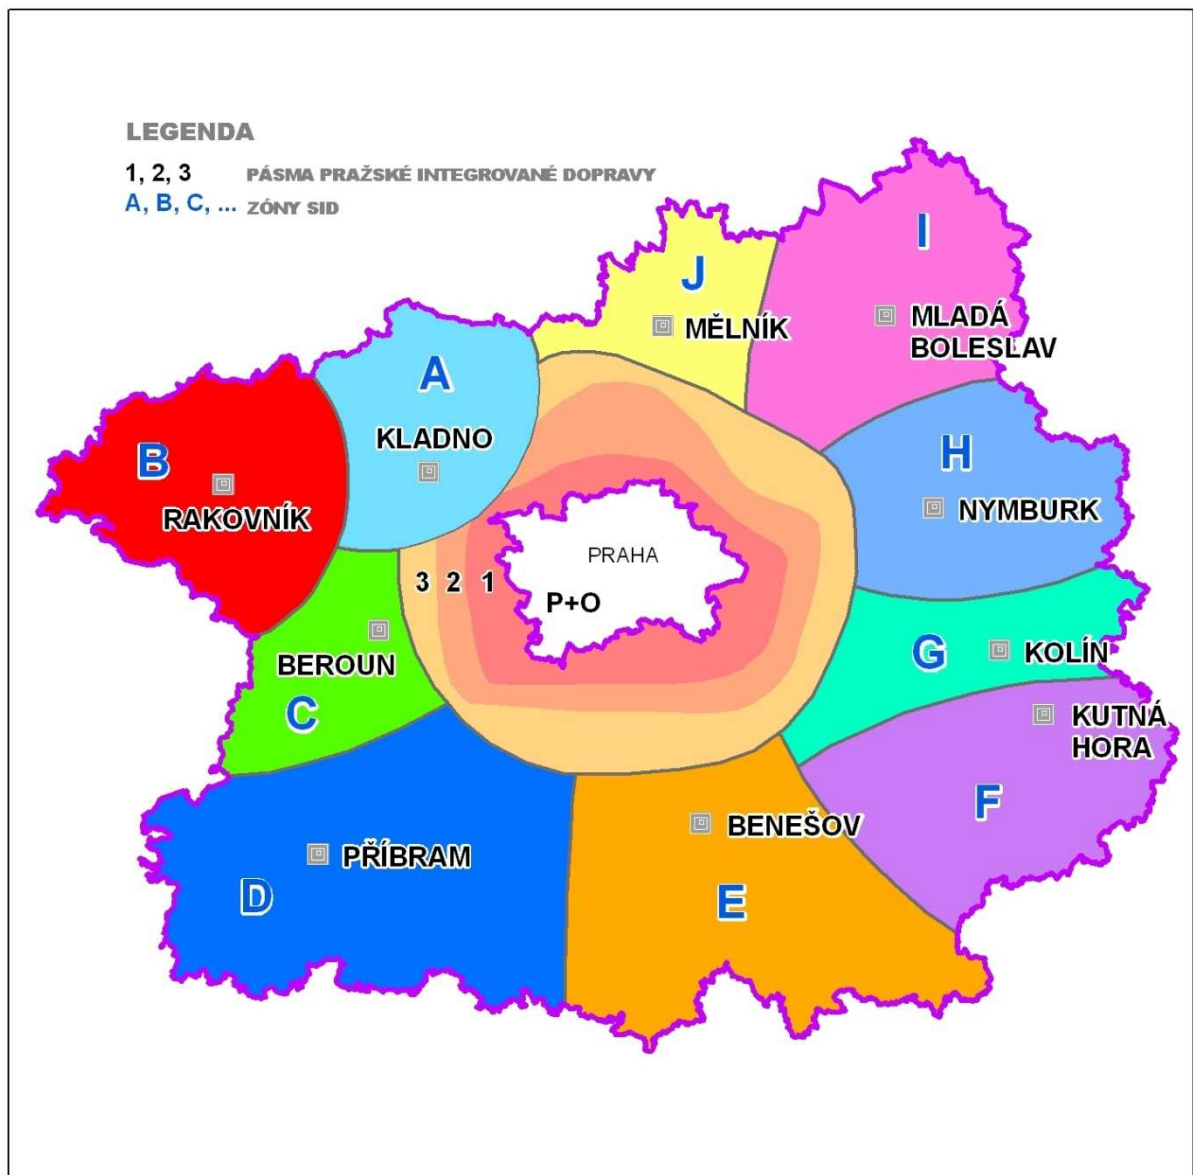 LEGENDA
1, 2, 3 PÁSMA PRAŽSKÉ INTEGROVANÉ DOPRAVY
A, B, C, ... ZÓNY SID
I
J
MĚLNÍK
MLADÁ
BOLESLAV
A
KLADNO
B
RAKOVNÍK
H
NYMBURK
PRAHA
3 2 1
P+O
BEROUN
C
G
KOLÍN
KUTNÁ
HORA
F
BENEŠOV
PŘÍBRAM
D
E